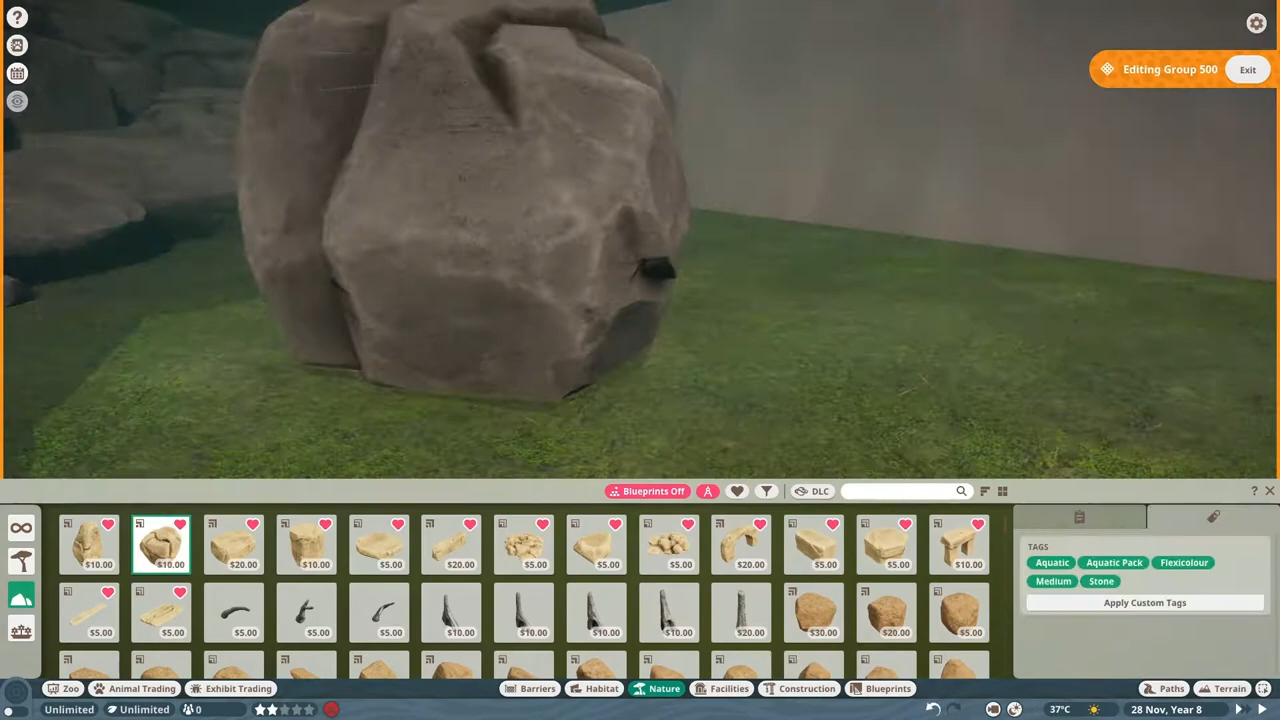 ?
Editing Group 500
Exit
Blueprints Off
DLC
?
TAGS
Aquatic
Aquatic Pack
Flexicolour
Medium
Stone
Apply Custom Tags
$10.00
$10.00
$20.00
$10.00
$5.00
$20.00
$10.00
$5.00
$5.00
$20.00
$5.00
$5.00
$10.00
$5.00
$5.00
$5.00
$5.00
$5.00
$10.00
$10.00
$10.00
$10.00
$20.00
$30.00
$20.00
$5.00
Zoo
Animal Trading
Exhibit Trading
Barriers
Habitat
Nature
Facilities
Construction
Blueprints
Paths
Terrain
Unlimited
Unlimited
0
37°C
28 Nov, Year 8